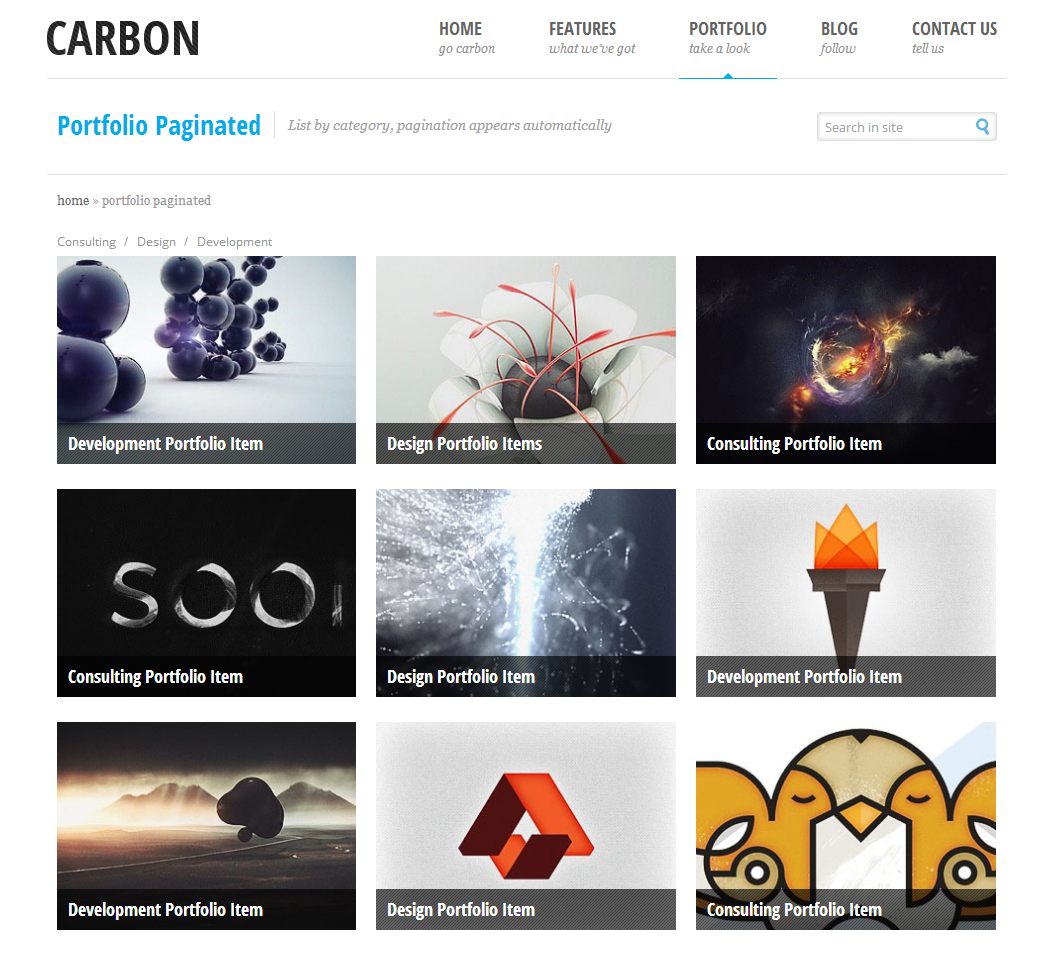 CARBON
HOME FEATURES PORTFOLIO BLOG CONTACT US
go carbon what we've got take a look follow tell us
Portfolio Paginated List by category, pagination appears automatically Search in site
home » portfolio paginated
Consulting / Design / Development
Development Portfolio Item Design Portfolio Items Consulting Portfolio Item
SOON
Consulting Portfolio Item Design Portfolio Item Development Portfolio Item
Development Portfolio Item Design Portfolio Item Consulting Portfolio Item